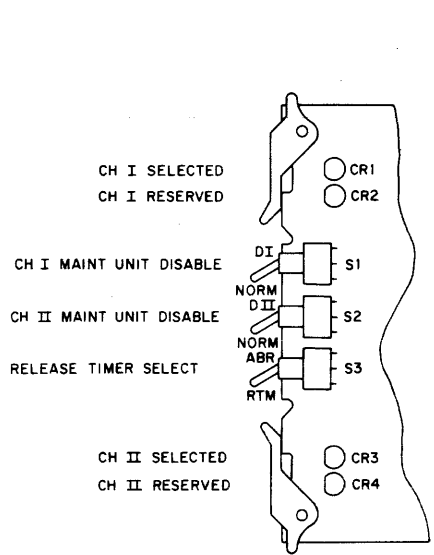 CH I SELECTED CR1
CH I RESERVED CR2
DI
CH I MAINT UNIT DISABLE S1
NORM
DII
CH II MAINT UNIT DISABLE S2
NORM
ABR
RELEASE TIMER SELECT S3
RTM
CH II SELECTED CR3
CH II RESERVED CR4